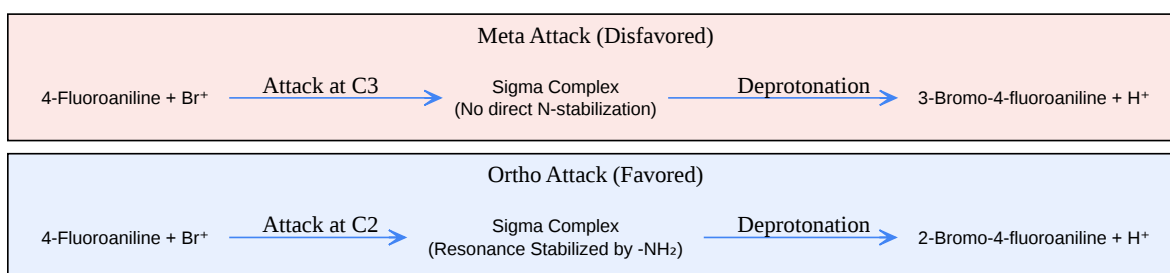 Meta Attack (Disfavored)
4-Fluoroaniline + Br⁺
Attack at C3
Sigma Complex
(No direct N-stabilization)
Deprotonation
3-Bromo-4-fluoroaniline + H⁺
Ortho Attack (Favored)
4-Fluoroaniline + Br⁺
Attack at C2
Sigma Complex
(Resonance Stabilized by -NH₂)
Deprotonation
2-Bromo-4-fluoroaniline + H⁺